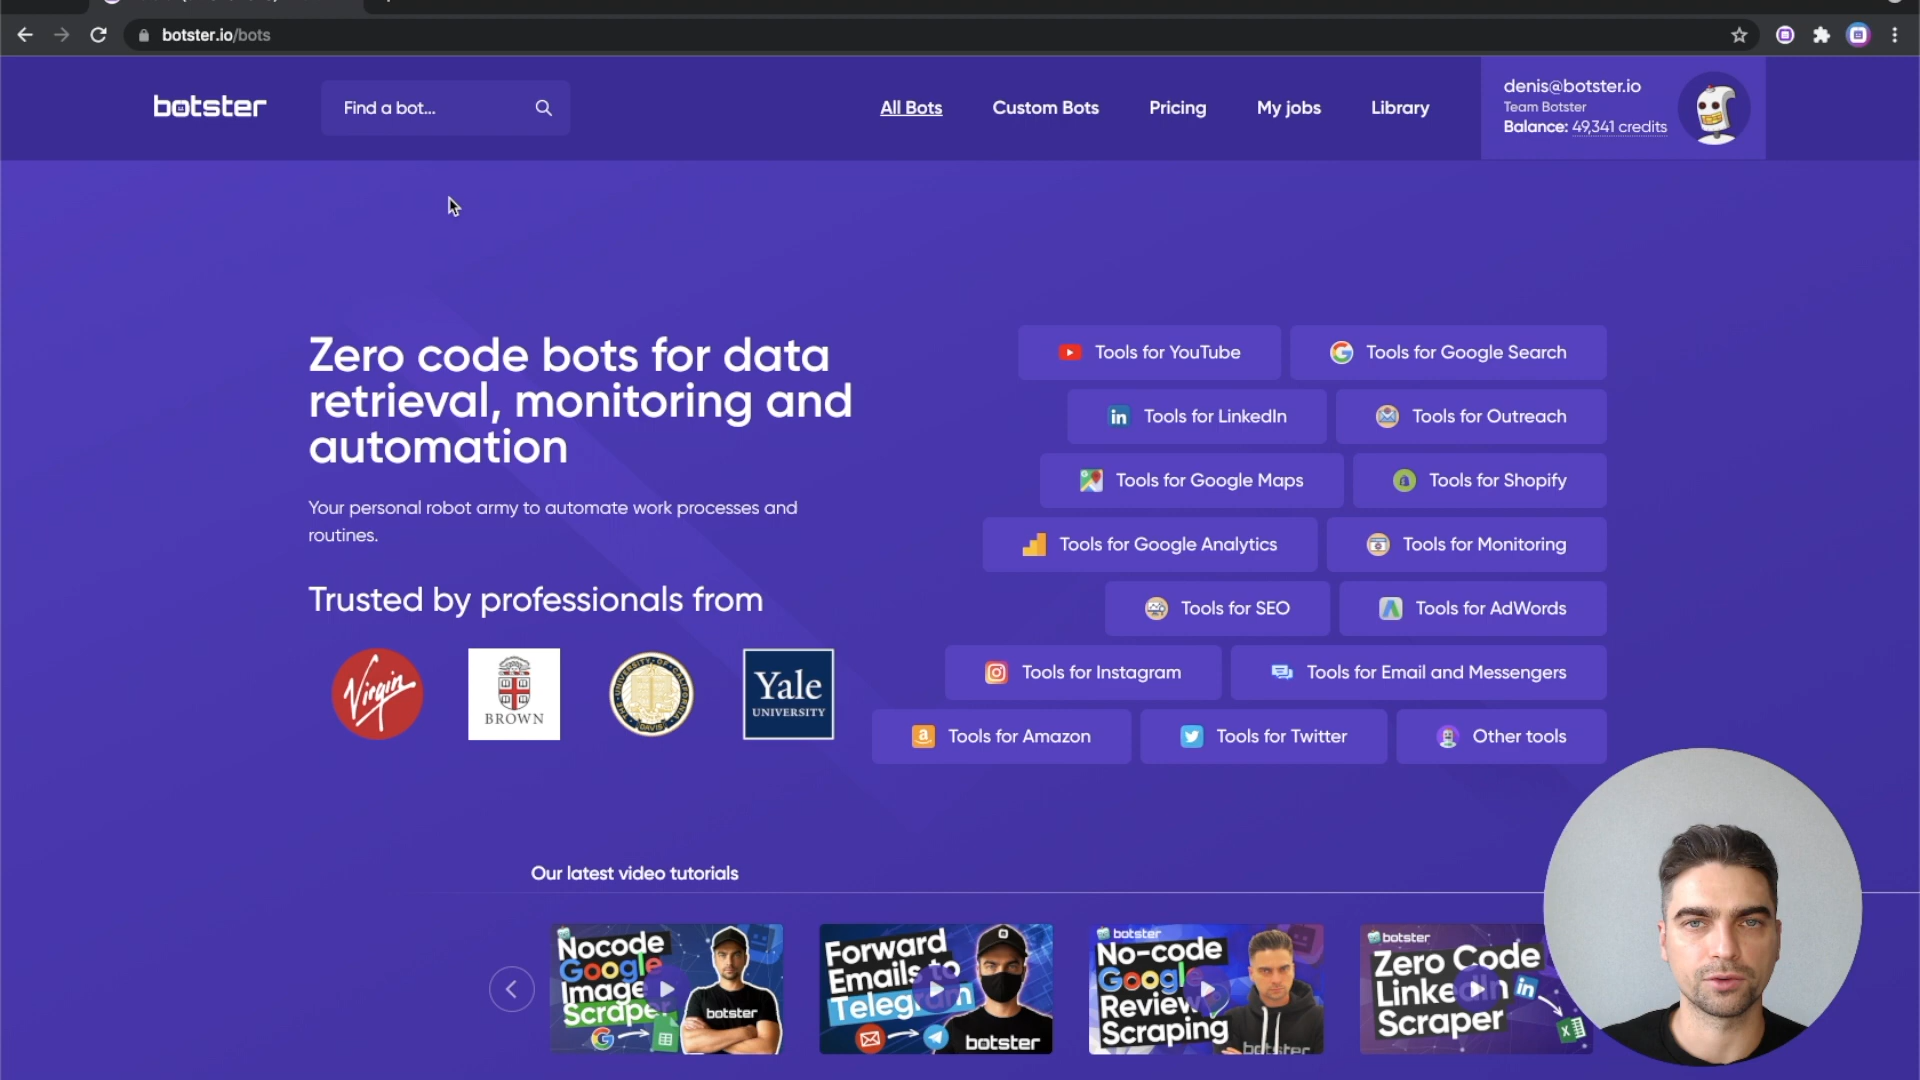 botster.io/bots
botster
Find a bot...
All Bots
Custom Bots
Pricing
My jobs
Library
denis@botster.io
Team Botster
Balance: 49,341 credits
Zero code bots for data
retrieval, monitoring and
automation
Your personal robot army to automate work processes and
routines.
Trusted by professionals from
Virgin
BROWN
Yale
UNIVERSITY
Tools for YouTube
Tools for Google Search
Tools for LinkedIn
Tools for Outreach
Tools for Google Maps
Tools for Shopify
Tools for Google Analytics
Tools for Monitoring
Tools for SEO
Tools for AdWords
Tools for Instagram
Tools for Email and Messengers
Tools for Amazon
Tools for Twitter
Other tools
Our latest video tutorials
Nocode
Google
Image
Scraper
botster
Forward
Emails to
Telegram
botster
botster
No-code
Google
Review
Scraping
botster
botster
Zero Code
LinkedIn
Scraper